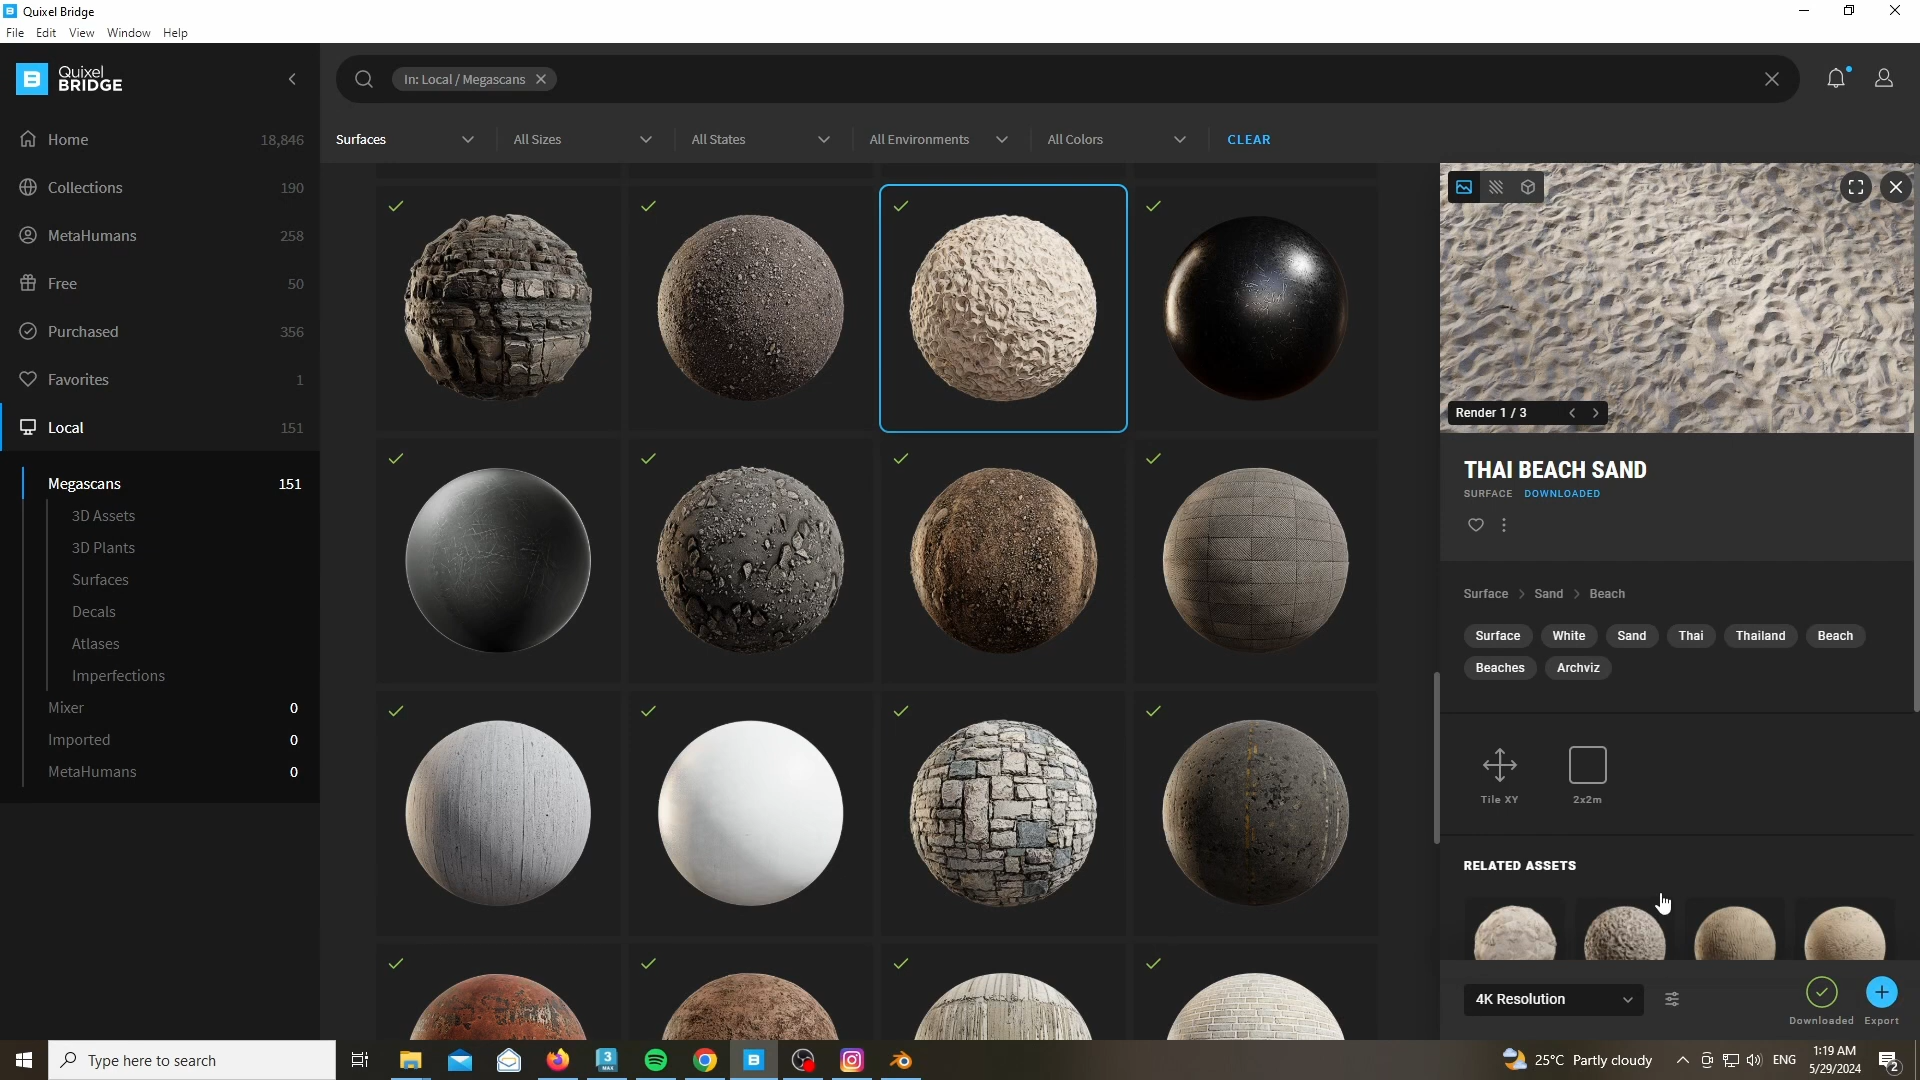 Quixel Bridge
File Edit View Window Help
Quixel
BRIDGE
In: Local / Megascans
Home 18,846
Surfaces All Sizes All States All Environments All Colors CLEAR
Collections 190
MetaHumans 258
Free 50
Purchased 356
Favorites 1
Local 151
Megascans 151
3D Assets
3D Plants
Surfaces
Decals
Atlases
Imperfections
Mixer 0
Imported 0
MetaHumans 0
Render 1 / 3
THAI BEACH SAND
SURFACE DOWNLOADED
Surface > Sand > Beach
Surface White Sand Thai Thailand Beach
Beaches Archviz
Tile XY 2x2m
RELATED ASSETS
4K Resolution
Downloaded Export
Type here to search
3
MAX
25°C Partly cloudy
ENG
1:19 AM
5/29/2024
2